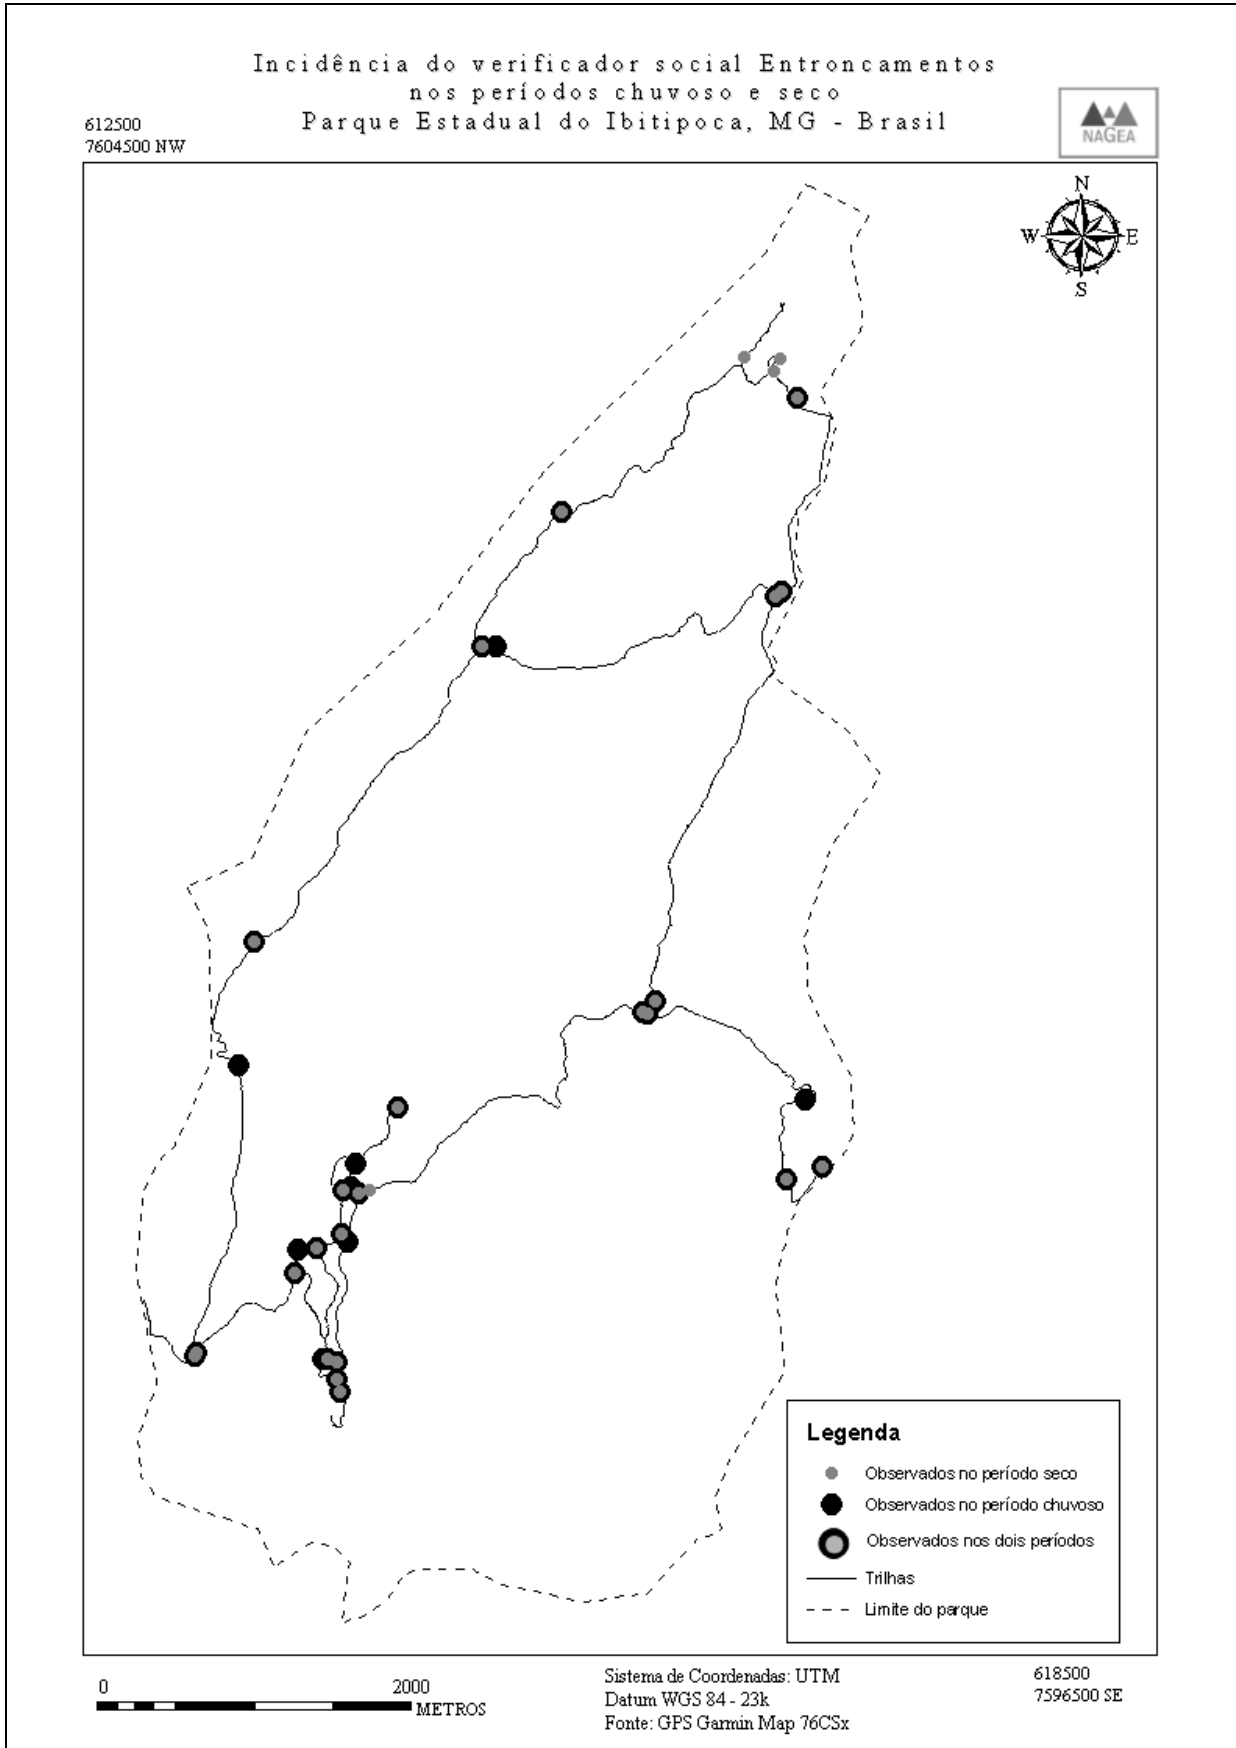 Incidência do verificador social Entroncamentos
nos períodos chuvoso e seco
Parque Estadual do Ibitipoca, MG - Brasil
612500
7604500 NW
NAGEA
N
W
E
S
Legenda
Observados no período seco
Observados no período chuvoso
Observados nos dois períodos
Trilhas
Limite do parque
0
2000
METROS
Sistema de Coordenadas: UTM
Datum WGS 84 - 23k
Fonte: GPS Garmin Map 76CSx
618500
7596500 SE